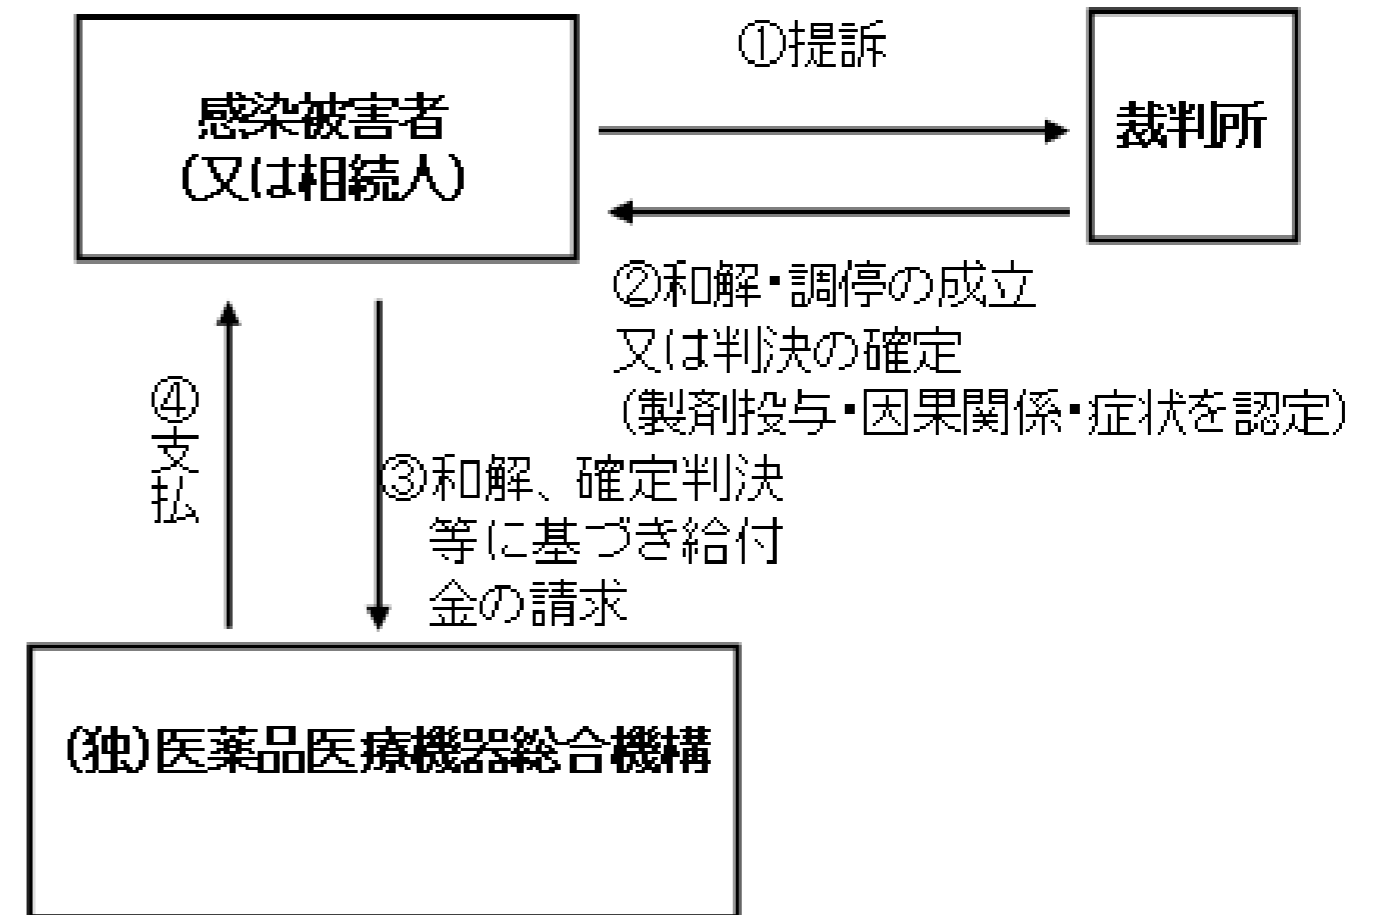 感染被害者
(又は相続人)
①提訴
裁判所
②和解・調停の成立
又は判決の確定
(製剤投与・因果関係・症状を認定)
④支払
③和解、確定判決
等に基づき給付
金の請求
(独)医薬品医療機器総合機構